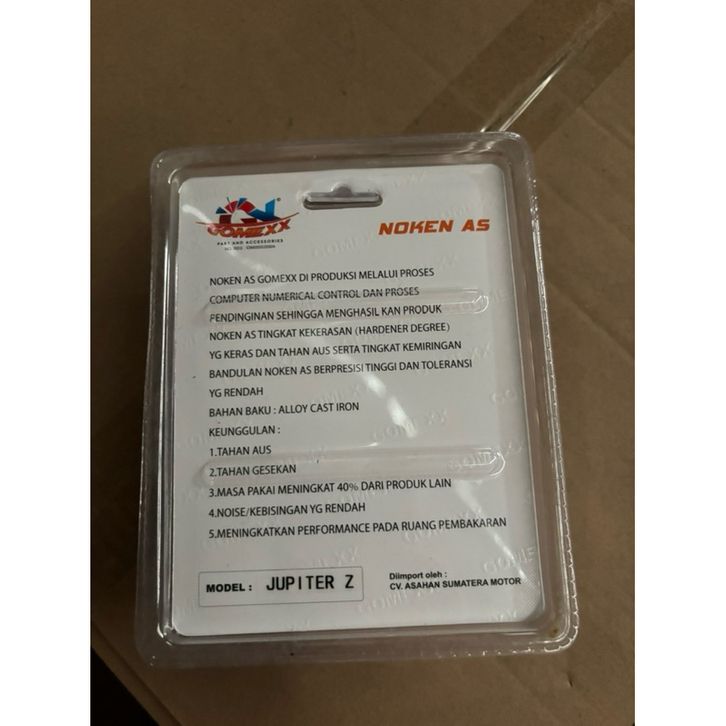 GOMEXX
PART AND ACCESSORIES
NOKEN AS
NOKEN AS GOMEXX DI PRODUKSI MELALUI PROSES
COMPUTER NUMERICAL CONTROL DAN PROSES
PENDINGINAN SEHINGGA MENGHASIL KAN PRODUK
NOKEN AS TINGKAT KEKERASAN (HARDENER DEGREE)
YG KERAS DAN TAHAN AUS SERTA TINGKAT KEMIRINGAN
BANDULAN NOKEN AS BERPRESISI TINGGI DAN TOLERANSI
YG RENDAH
BAHAN BAKU : ALLOY CAST IRON
KEUNGGULAN :
1.TAHAN AUS
2.TAHAN GESEKAN
3.MASA PAKAI MENINGKAT 40% DARI PRODUK LAIN
4.NOISE/KEBISINGAN YG RENDAH
5.MENINGKATKAN PERFORMANCE PADA RUANG PEMBAKARAN
MODEL : JUPITER Z
Diimport oleh :
CV. ASAHAN SUMATERA MOTOR